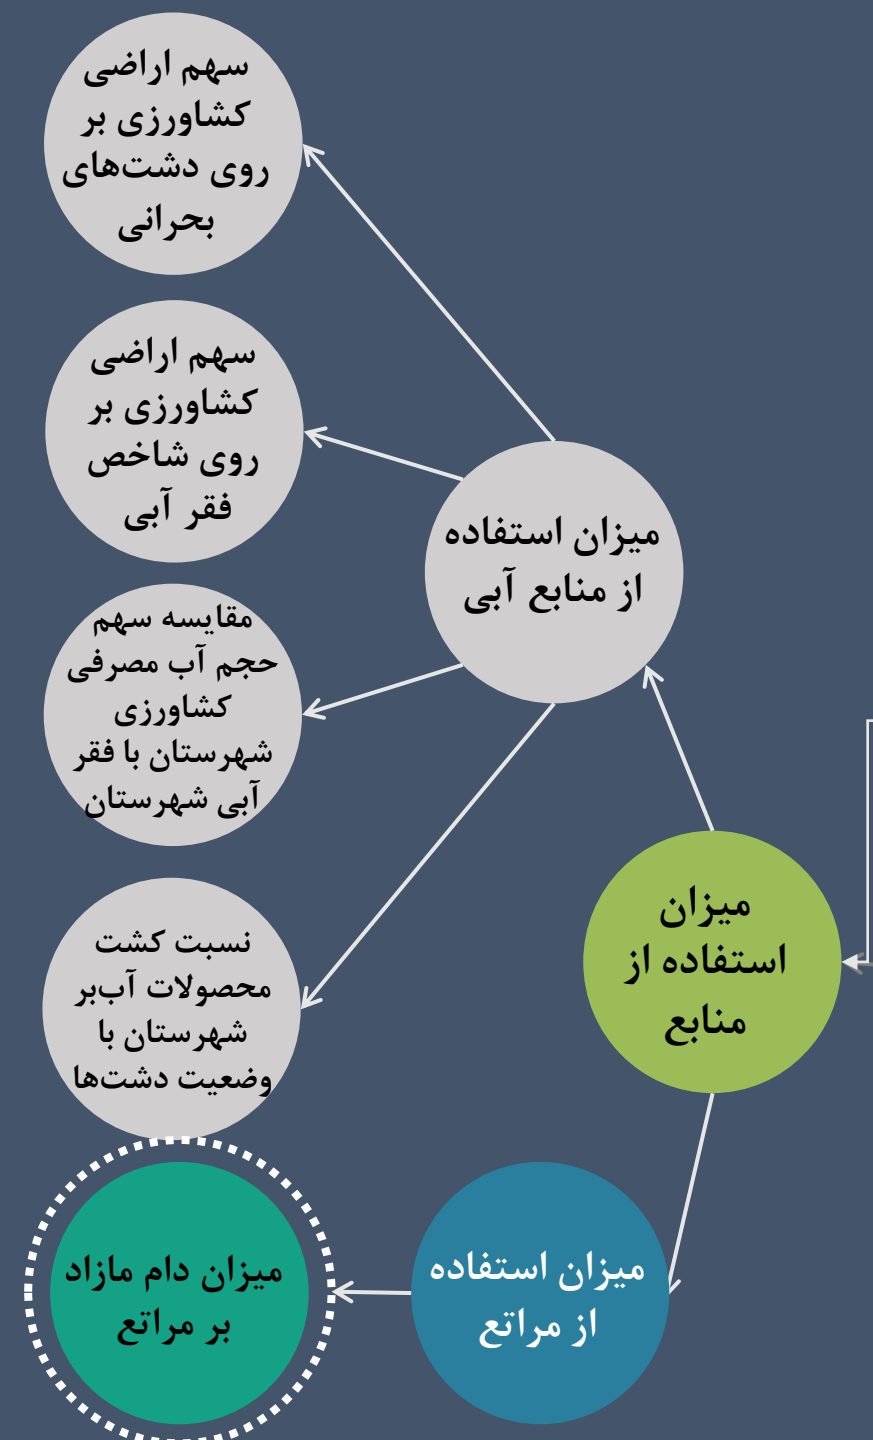 سهم اراضی
کشاورزی بر
روی دشت‌های
بحرانی
سهم اراضی
کشاورزی بر
روی شاخص
فقر آبی
میزان استفاده
از منابع آبی
مقایسه سهم
حجم آب مصرفی
کشاورزی
شهرستان با فقر
آبی شهرستان
میزان
استفاده از
منابع
نسبت کشت
محصولات آب‌بر
شهرستان با
وضعیت دشت‌ها
میزان استفاده
از مراتع
میزان دام مازاد
بر مراتع